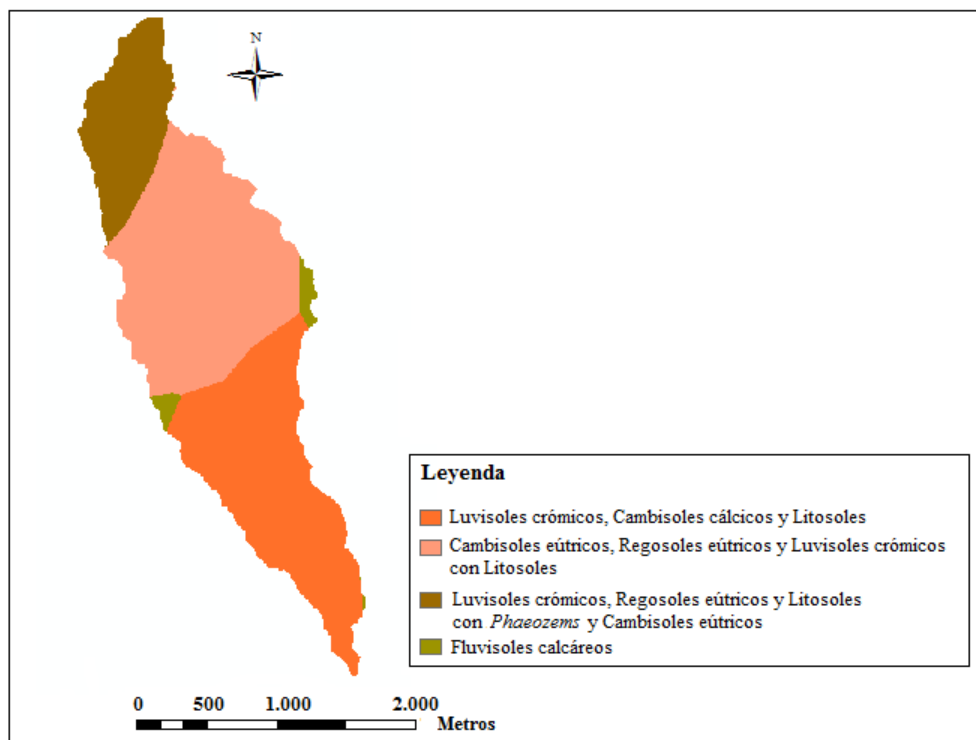 N
Leyenda
Luvisoles crómicos, Cambisoles cálcicos y Litosoles
Cambisoles eútricos, Regosoles eútricos y Luvisoles crómicos
con Litosoles
Luvisoles crómicos, Regosoles eútricos y Litosoles
con Phaeozems y Cambisoles eútricos
Fluvisoles calcáreos
0 500 1.000 2.000
Metros